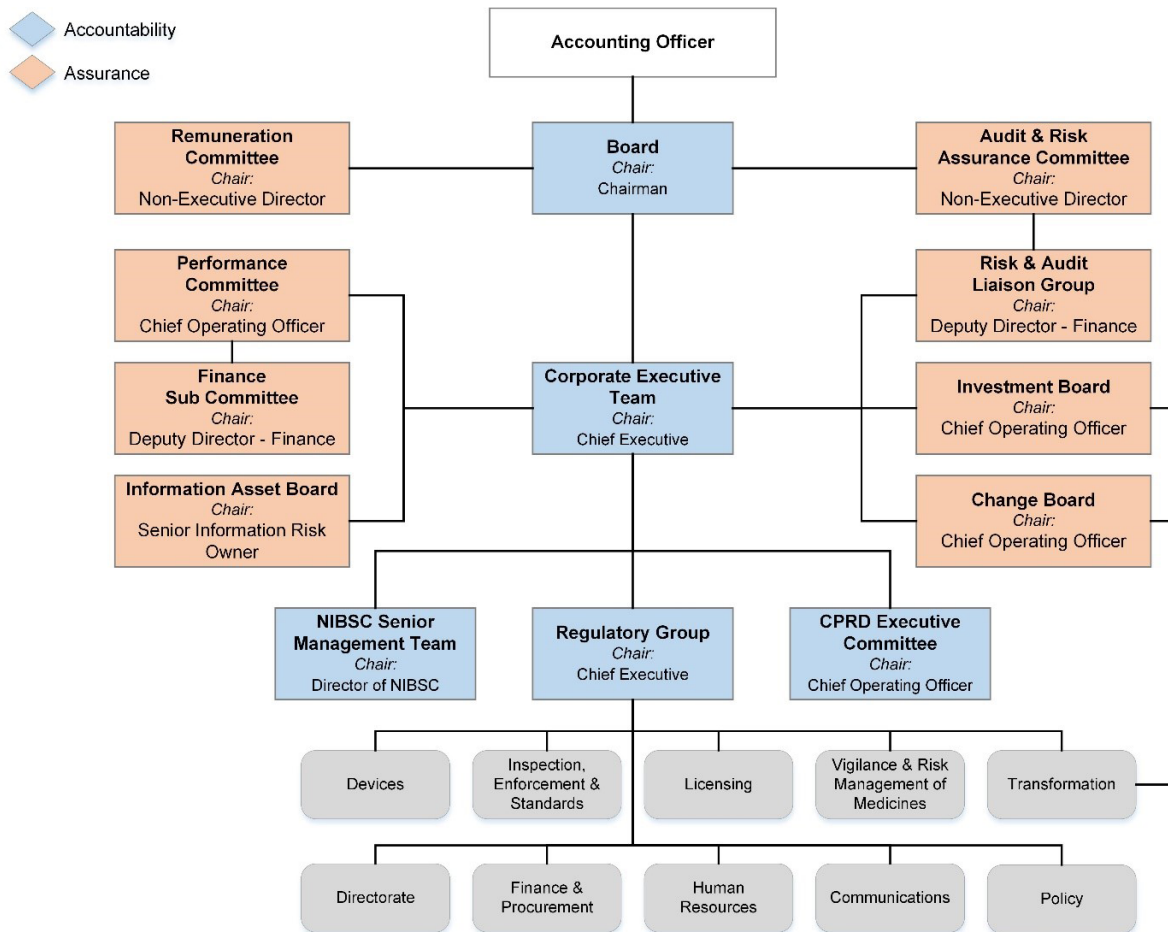 Accountability
Assurance
Accounting Officer
Remuneration
Committee
Chair:
Non-Executive Director
Board
Chair:
Chairman
Audit & Risk
Assurance Committee
Chair:
Non-Executive Director
Performance
Committee
Chair:
Chief Operating Officer
Risk & Audit
Liaison Group
Chair:
Deputy Director - Finance
Finance
Sub Committee
Chair:
Deputy Director - Finance
Corporate Executive
Team
Chair:
Chief Executive
Investment Board
Chair:
Chief Operating Officer
Information Asset Board
Chair:
Senior Information Risk
Owner
Change Board
Chair:
Chief Operating Officer
NIBSC Senior
Management Team
Chair:
Director of NIBSC
Regulatory Group
Chair:
Chief Executive
CPRD Executive
Committee
Chair:
Chief Operating Officer
Devices
Inspection,
Enforcement &
Standards
Licensing
Vigilance & Risk
Management of
Medicines
Transformation
Directorate
Finance &
Procurement
Human
Resources
Communications
Policy